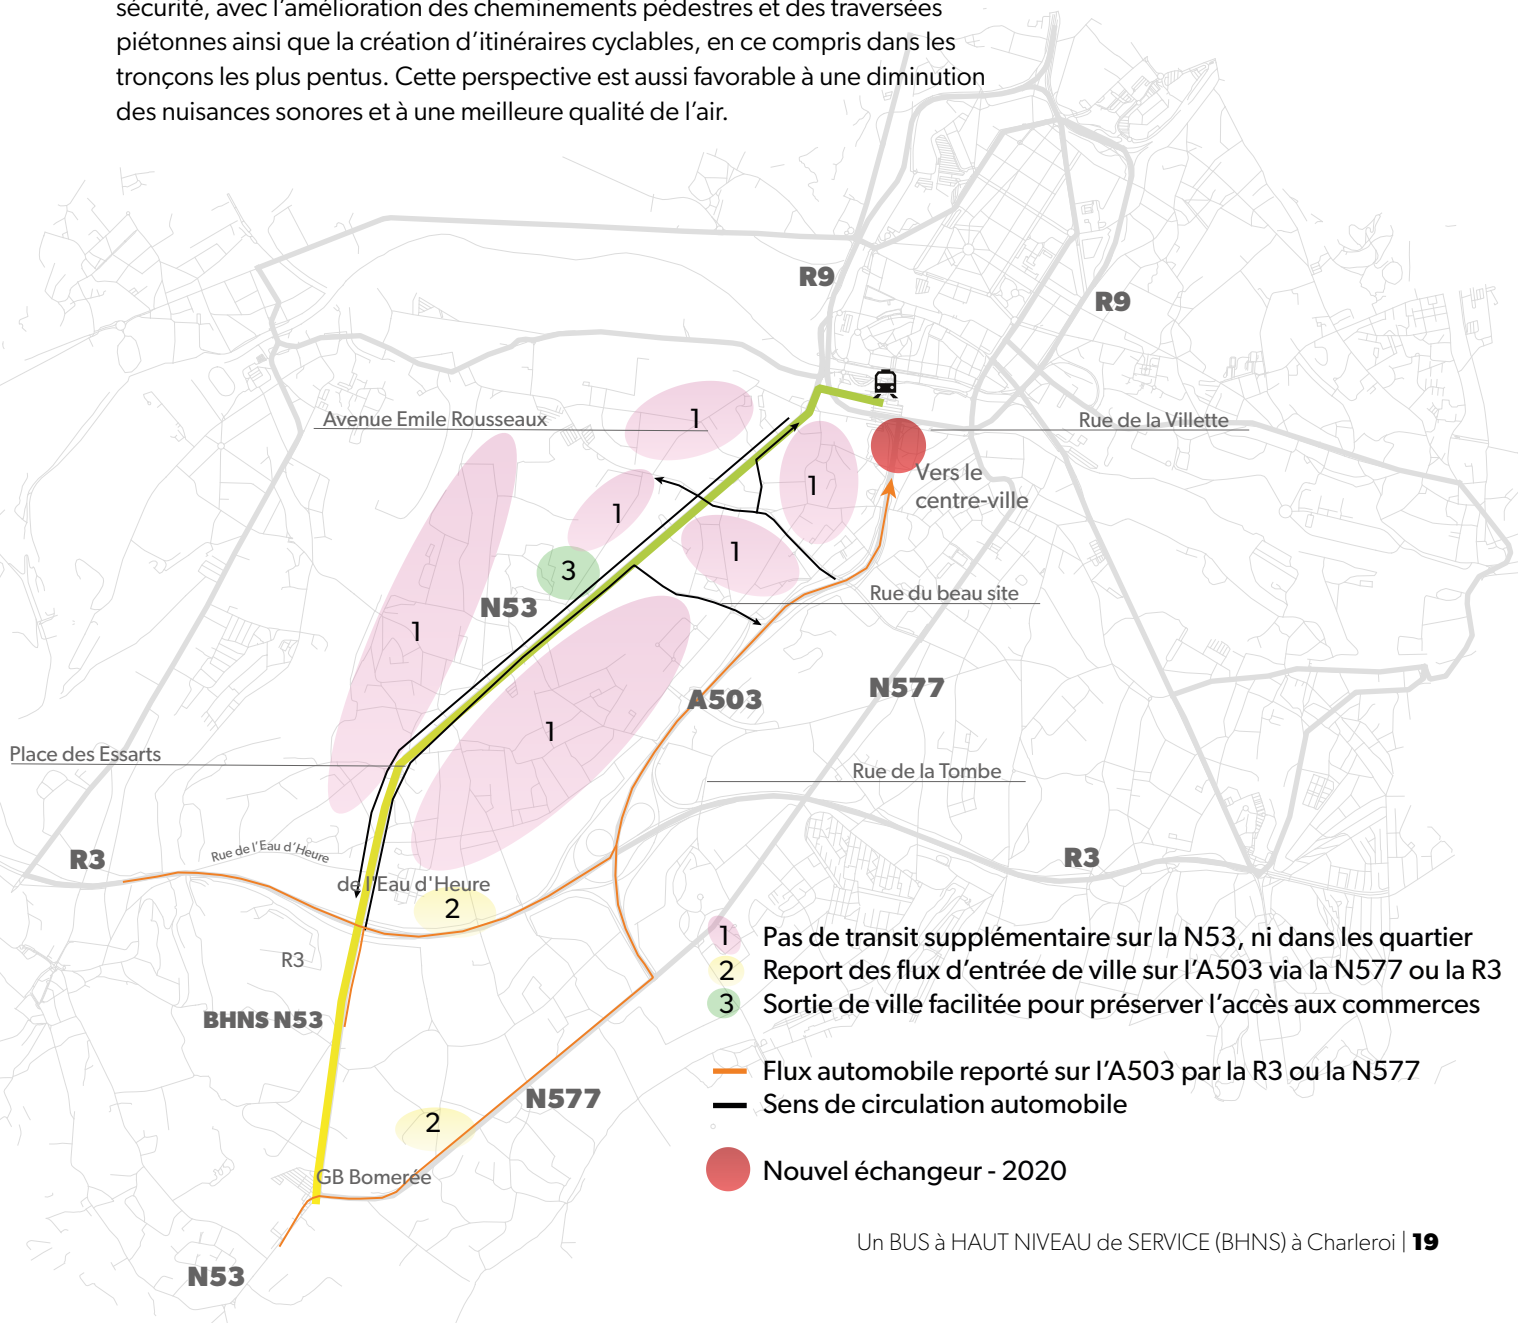 sécurité, avec l’amélioration des cheminements pédestres et des traversées
piétonnes ainsi que la création d’itinéraires cyclables, en ce compris dans les
tronçons les plus pentus. Cette perspective est aussi favorable à une diminution
des nuisances sonores et à une meilleure qualité de l’air.
R9
R9
Avenue Emile Rousseaux
1
Rue de la Villette
Vers le
centre-ville
1
1
1
3
N53
Rue du beau site
1
A503
N577
1
Place des Essarts
Rue de la Tombe
R3
Rue de l’Eau d’Heure
R3
de l'Eau d'Heure
2
R3
BHNS N53
1 Pas de transit supplémentaire sur la N53, ni dans les quartier
2 Report des flux d’entrée de ville sur l’A503 via la N577 ou la R3
3 Sortie de ville facilitée pour préserver l’accès aux commerces
Flux automobile reporté sur l’A503 par la R3 ou la N577
Sens de circulation automobile
N577
2
GB Bomerée
Nouvel échangeur - 2020
Un BUS à HAUT NIVEAU de SERVICE (BHNS) à Charleroi | 19
N53